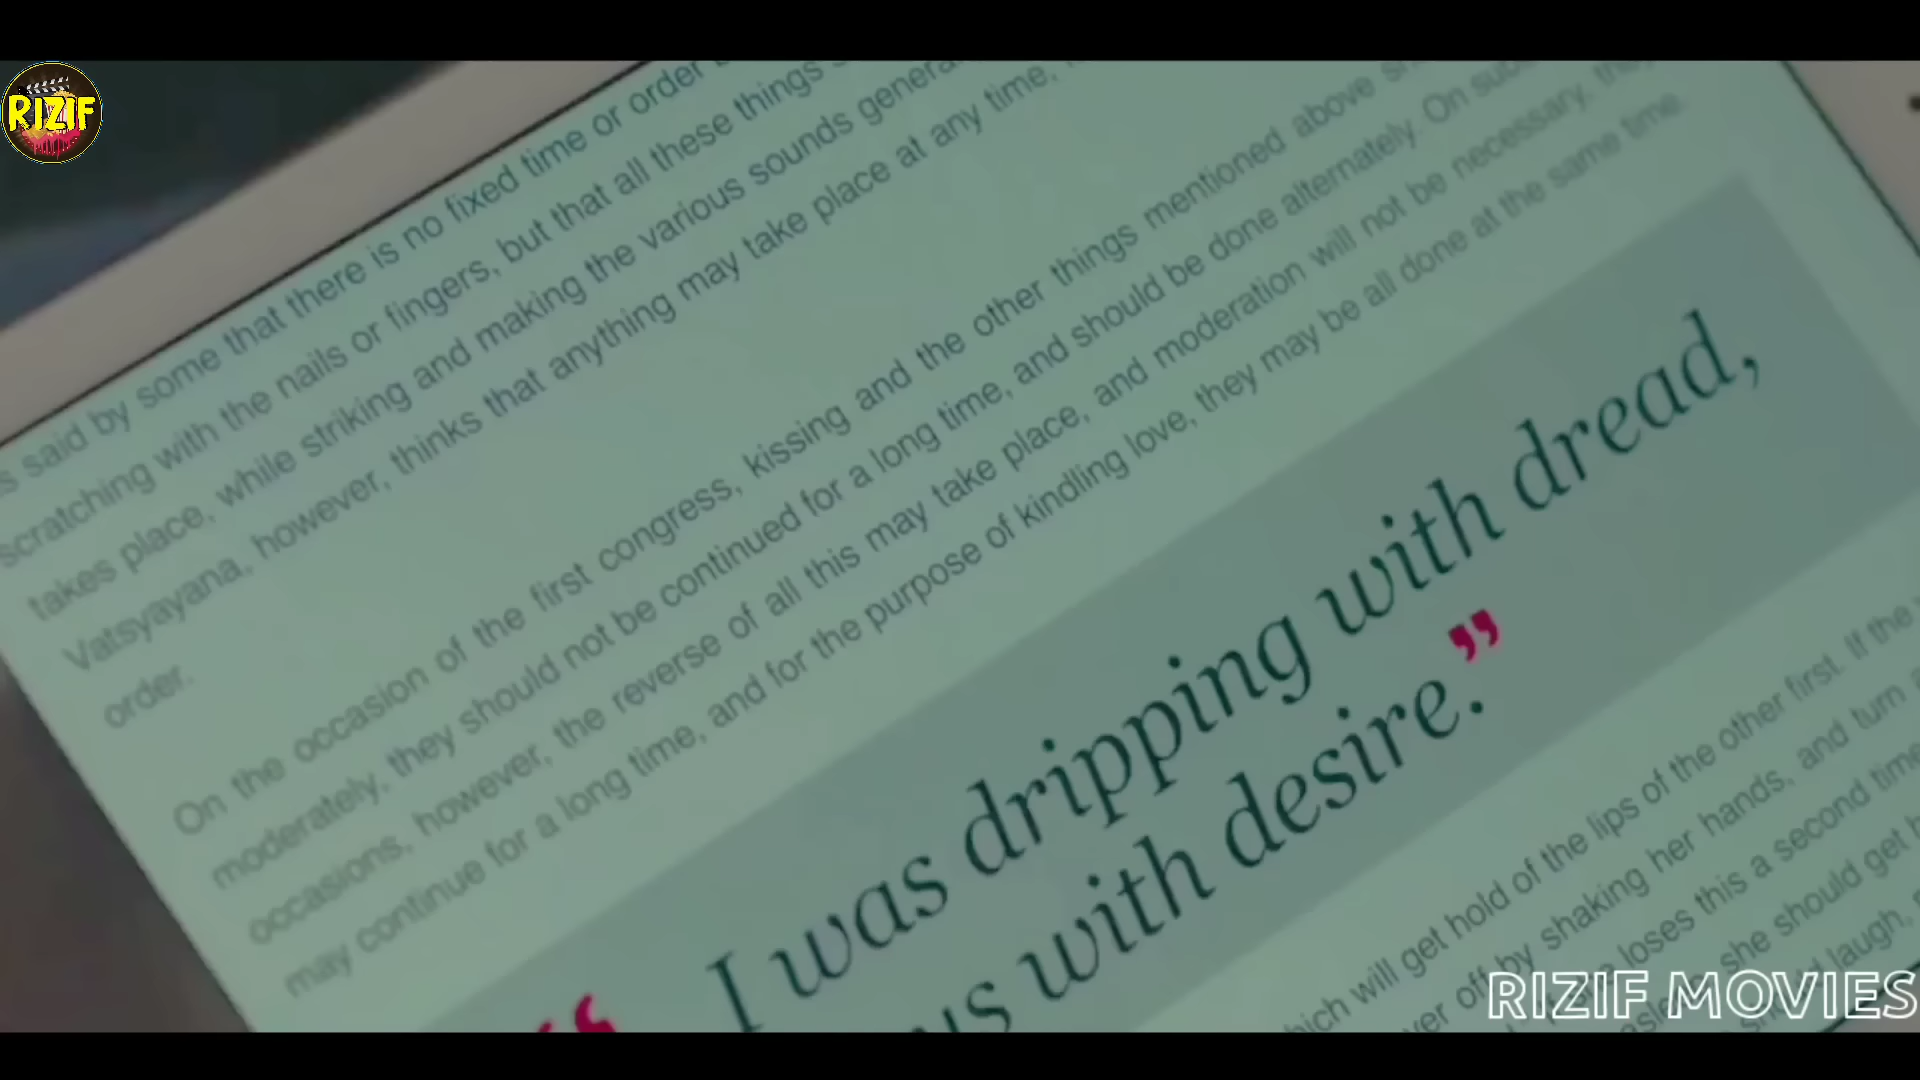 RIZIF
s said by some that there is no fixed time or order
scratching with the nails or fingers, but that all these things
takes place, while striking and making the various sounds
Vatsyayana, however, thinks that anything may take place at any time,
order.
On the occasion of the first congress, kissing and the other things mentioned above
moderately, they should not be continued for a long time, and should be done alternately. On
occasions, however, the reverse of all this may take place, and moderation will not be necessary,
may continue for a long time, and for the purpose of kindling love, they may be all done at the same time.
“ I was dripping with dread,
us with desire. ”
which will get hold of the lips of the other first. If the
off by shaking her hands, and turn
loses this a second time
she should get
laugh,
RIZIF MOVIES